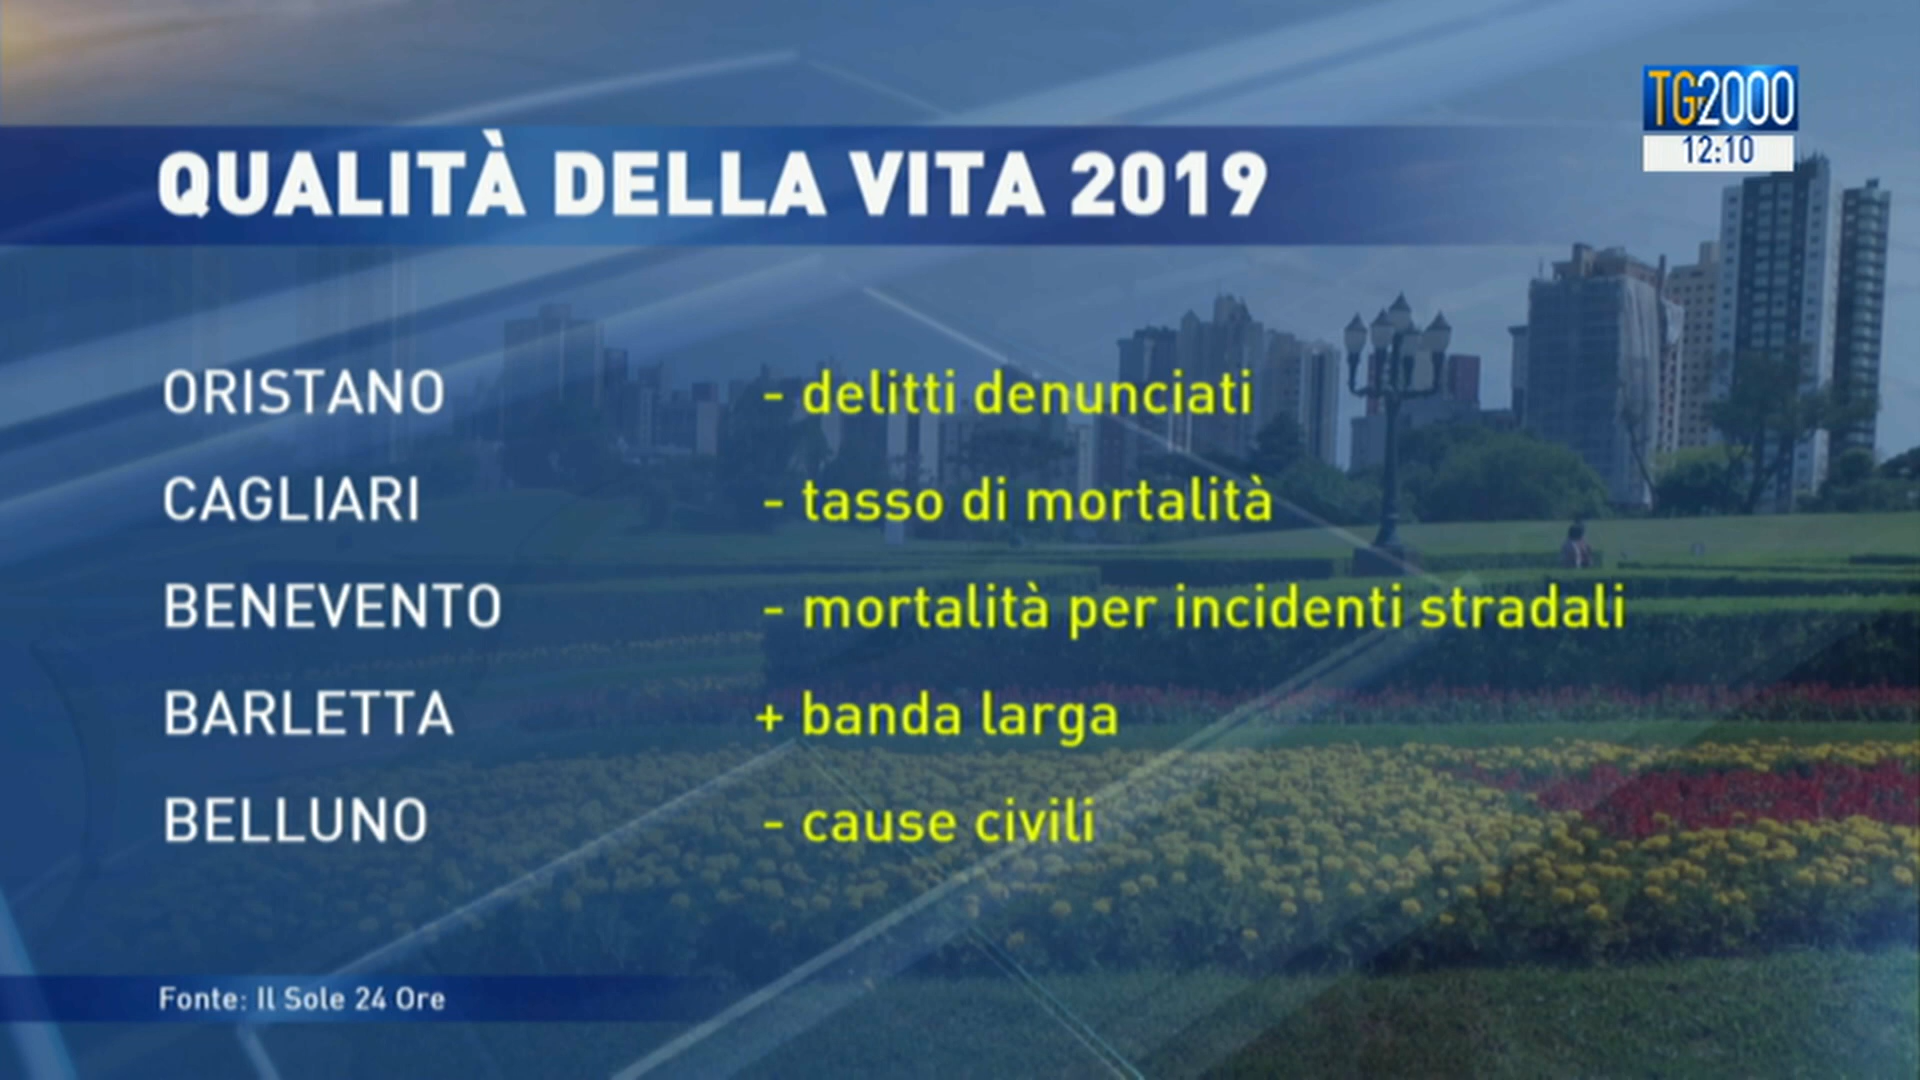 TG2000
12:10
QUALITÀ DELLA VITA 2019
ORISTANO - delitti denunciati
CAGLIARI - tasso di mortalità
BENEVENTO - mortalità per incidenti stradali
BARLETTA + banda larga
BELLUNO - cause civili
Fonte: Il Sole 24 Ore